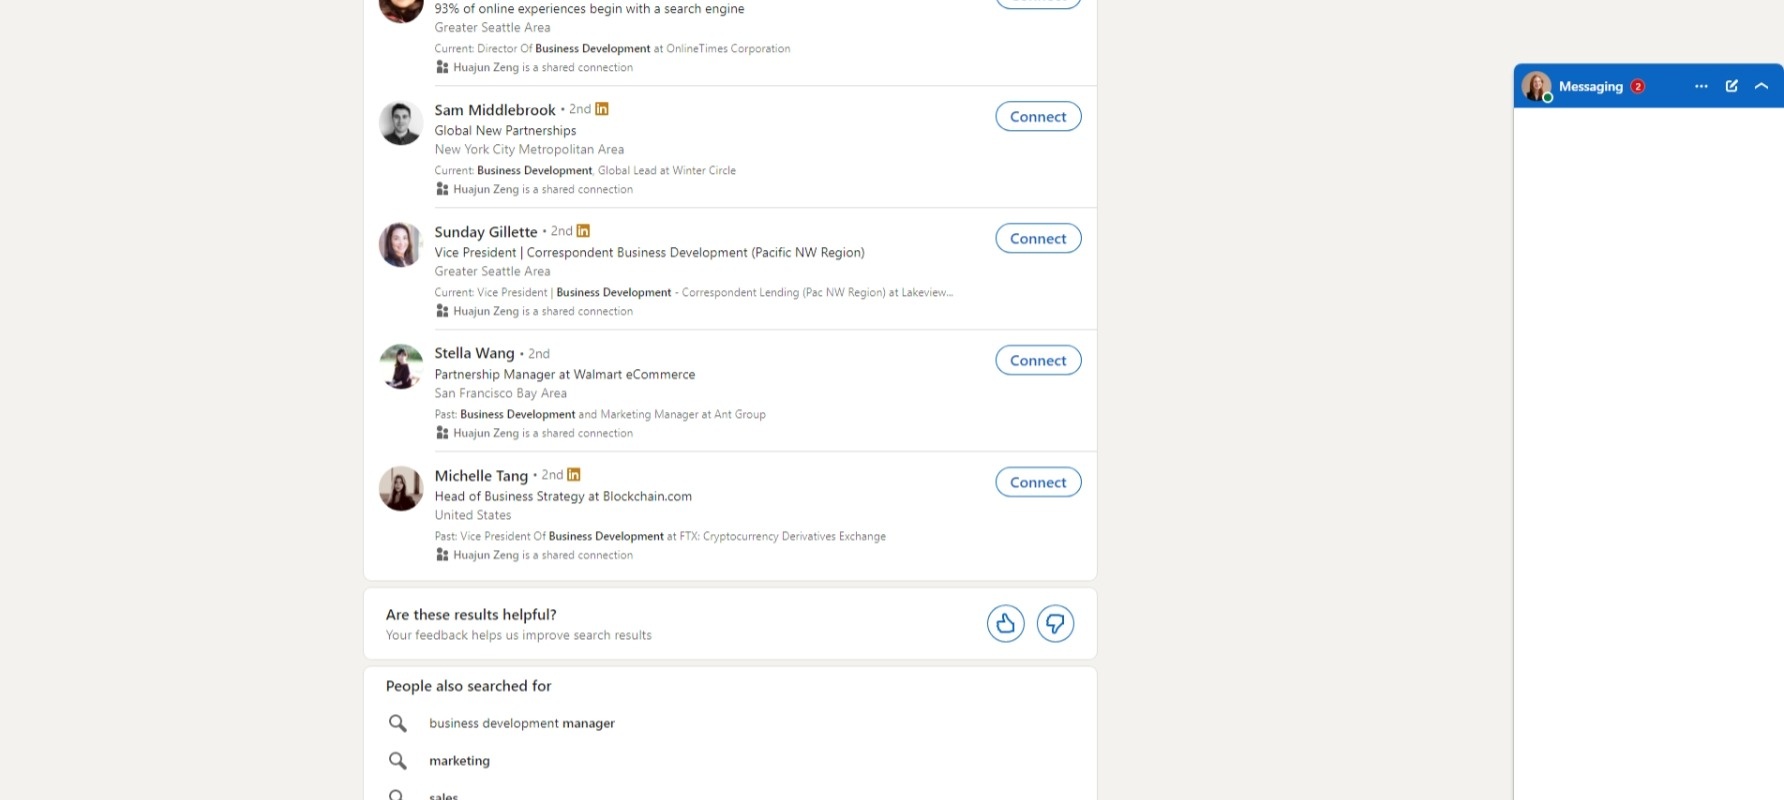 93% of online experiences begin with a search engine
Greater Seattle Area
Current: Director Of Business Development at OnlineTimes Corporation
Huajun Zeng is a shared connection
Sam Middlebrook • 2nd in
Connect
Global New Partnerships
New York City Metropolitan Area
Current: Business Development, Global Lead at Winter Circle
Huajun Zeng is a shared connection
Sunday Gillette • 2nd in
Connect
Vice President | Correspondent Business Development (Pacific NW Region)
Greater Seattle Area
Current: Vice President | Business Development - Correspondent Lending (Pac NW Region) at Lakeview...
Huajun Zeng is a shared connection
Stella Wang • 2nd
Connect
Partnership Manager at Walmart eCommerce
San Francisco Bay Area
Past: Business Development and Marketing Manager at Ant Group
Huajun Zeng is a shared connection
Michelle Tang • 2nd in
Connect
Head of Business Strategy at Blockchain.com
United States
Past: Vice President Of Business Development at FTX: Cryptocurrency Derivatives Exchange
Huajun Zeng is a shared connection
Are these results helpful?
Your feedback helps us improve search results
People also searched for
business development manager
marketing
sales
Messaging 2